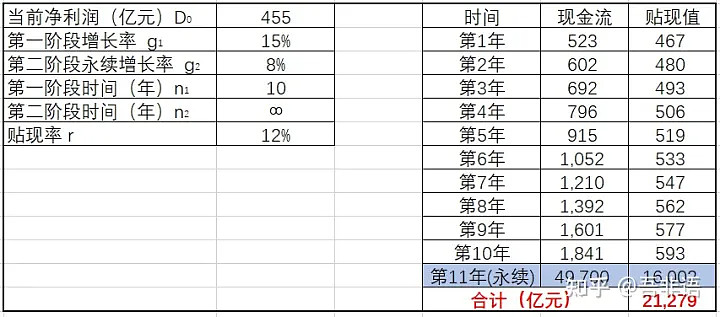 当前净利润（亿元）D₀ 455 时间 现金流 贴现值
第一阶段增长率 g₁ 15% 第1年 523 467
第二阶段永续增长率 g₂ 8% 第2年 602 480
第一阶段时间（年）n₁ 10 第3年 692 493
第二阶段时间（年）n₂ ∞ 第4年 796 506
贴现率 r 12% 第5年 915 519
第6年 1,052 533
第7年 1,210 547
第8年 1,392 562
第9年 1,601 577
第10年 1,841 593
第11年(永续) 49,700 16,002
合计（亿元） 21,279
知乎